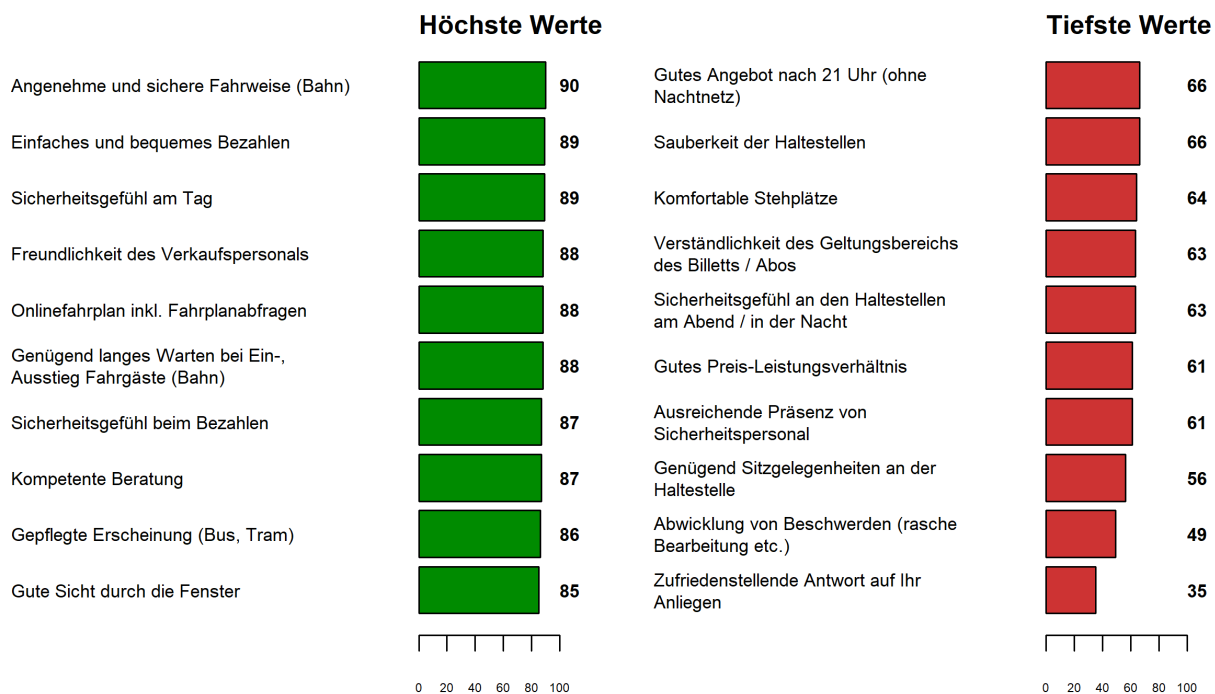 Höchste Werte
Angenehme und sichere Fahrweise (Bahn) 90
Einfaches und bequemes Bezahlen 89
Sicherheitsgefühl am Tag 89
Freundlichkeit des Verkaufspersonals 88
Onlinefahrplan inkl. Fahrplanabfragen 88
Genügend langes Warten bei Ein-,
Ausstieg Fahrgäste (Bahn) 88
Sicherheitsgefühl beim Bezahlen 87
Kompetente Beratung 87
Gepflegte Erscheinung (Bus, Tram) 86
Gute Sicht durch die Fenster 85
0 20 40 60 80 100
Tiefste Werte
Gutes Angebot nach 21 Uhr (ohne
Nachtnetz) 66
Sauberkeit der Haltestellen 66
Komfortable Stehplätze 64
Verständlichkeit des Geltungsbereichs
des Billetts / Abos 63
Sicherheitsgefühl an den Haltestellen
am Abend / in der Nacht 63
Gutes Preis-Leistungsverhältnis 61
Ausreichende Präsenz von
Sicherheitspersonal 61
Genügend Sitzgelegenheiten an der
Haltestelle 56
Abwicklung von Beschwerden (rasche
Bearbeitung etc.) 49
Zufriedenstellende Antwort auf Ihr
Anliegen 35
0 20 40 60 80 100